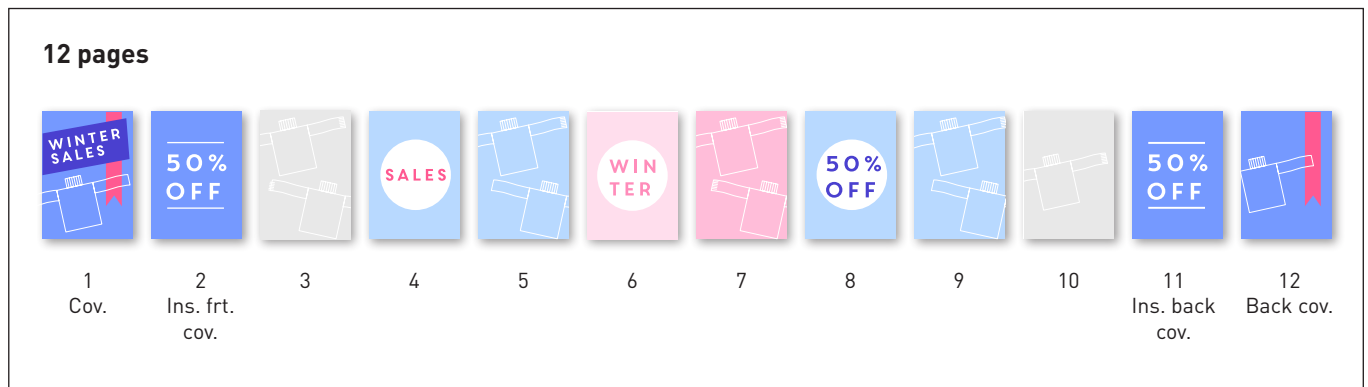 12 pages
WINTER
SALES
50%
OFF
SALES
WIN
TER
50%
OFF
50%
OFF
1
Cov.
2
Ins. frt.
cov.
3
4
5
6
7
8
9
10
11
Ins. back
cov.
12
Back cov.